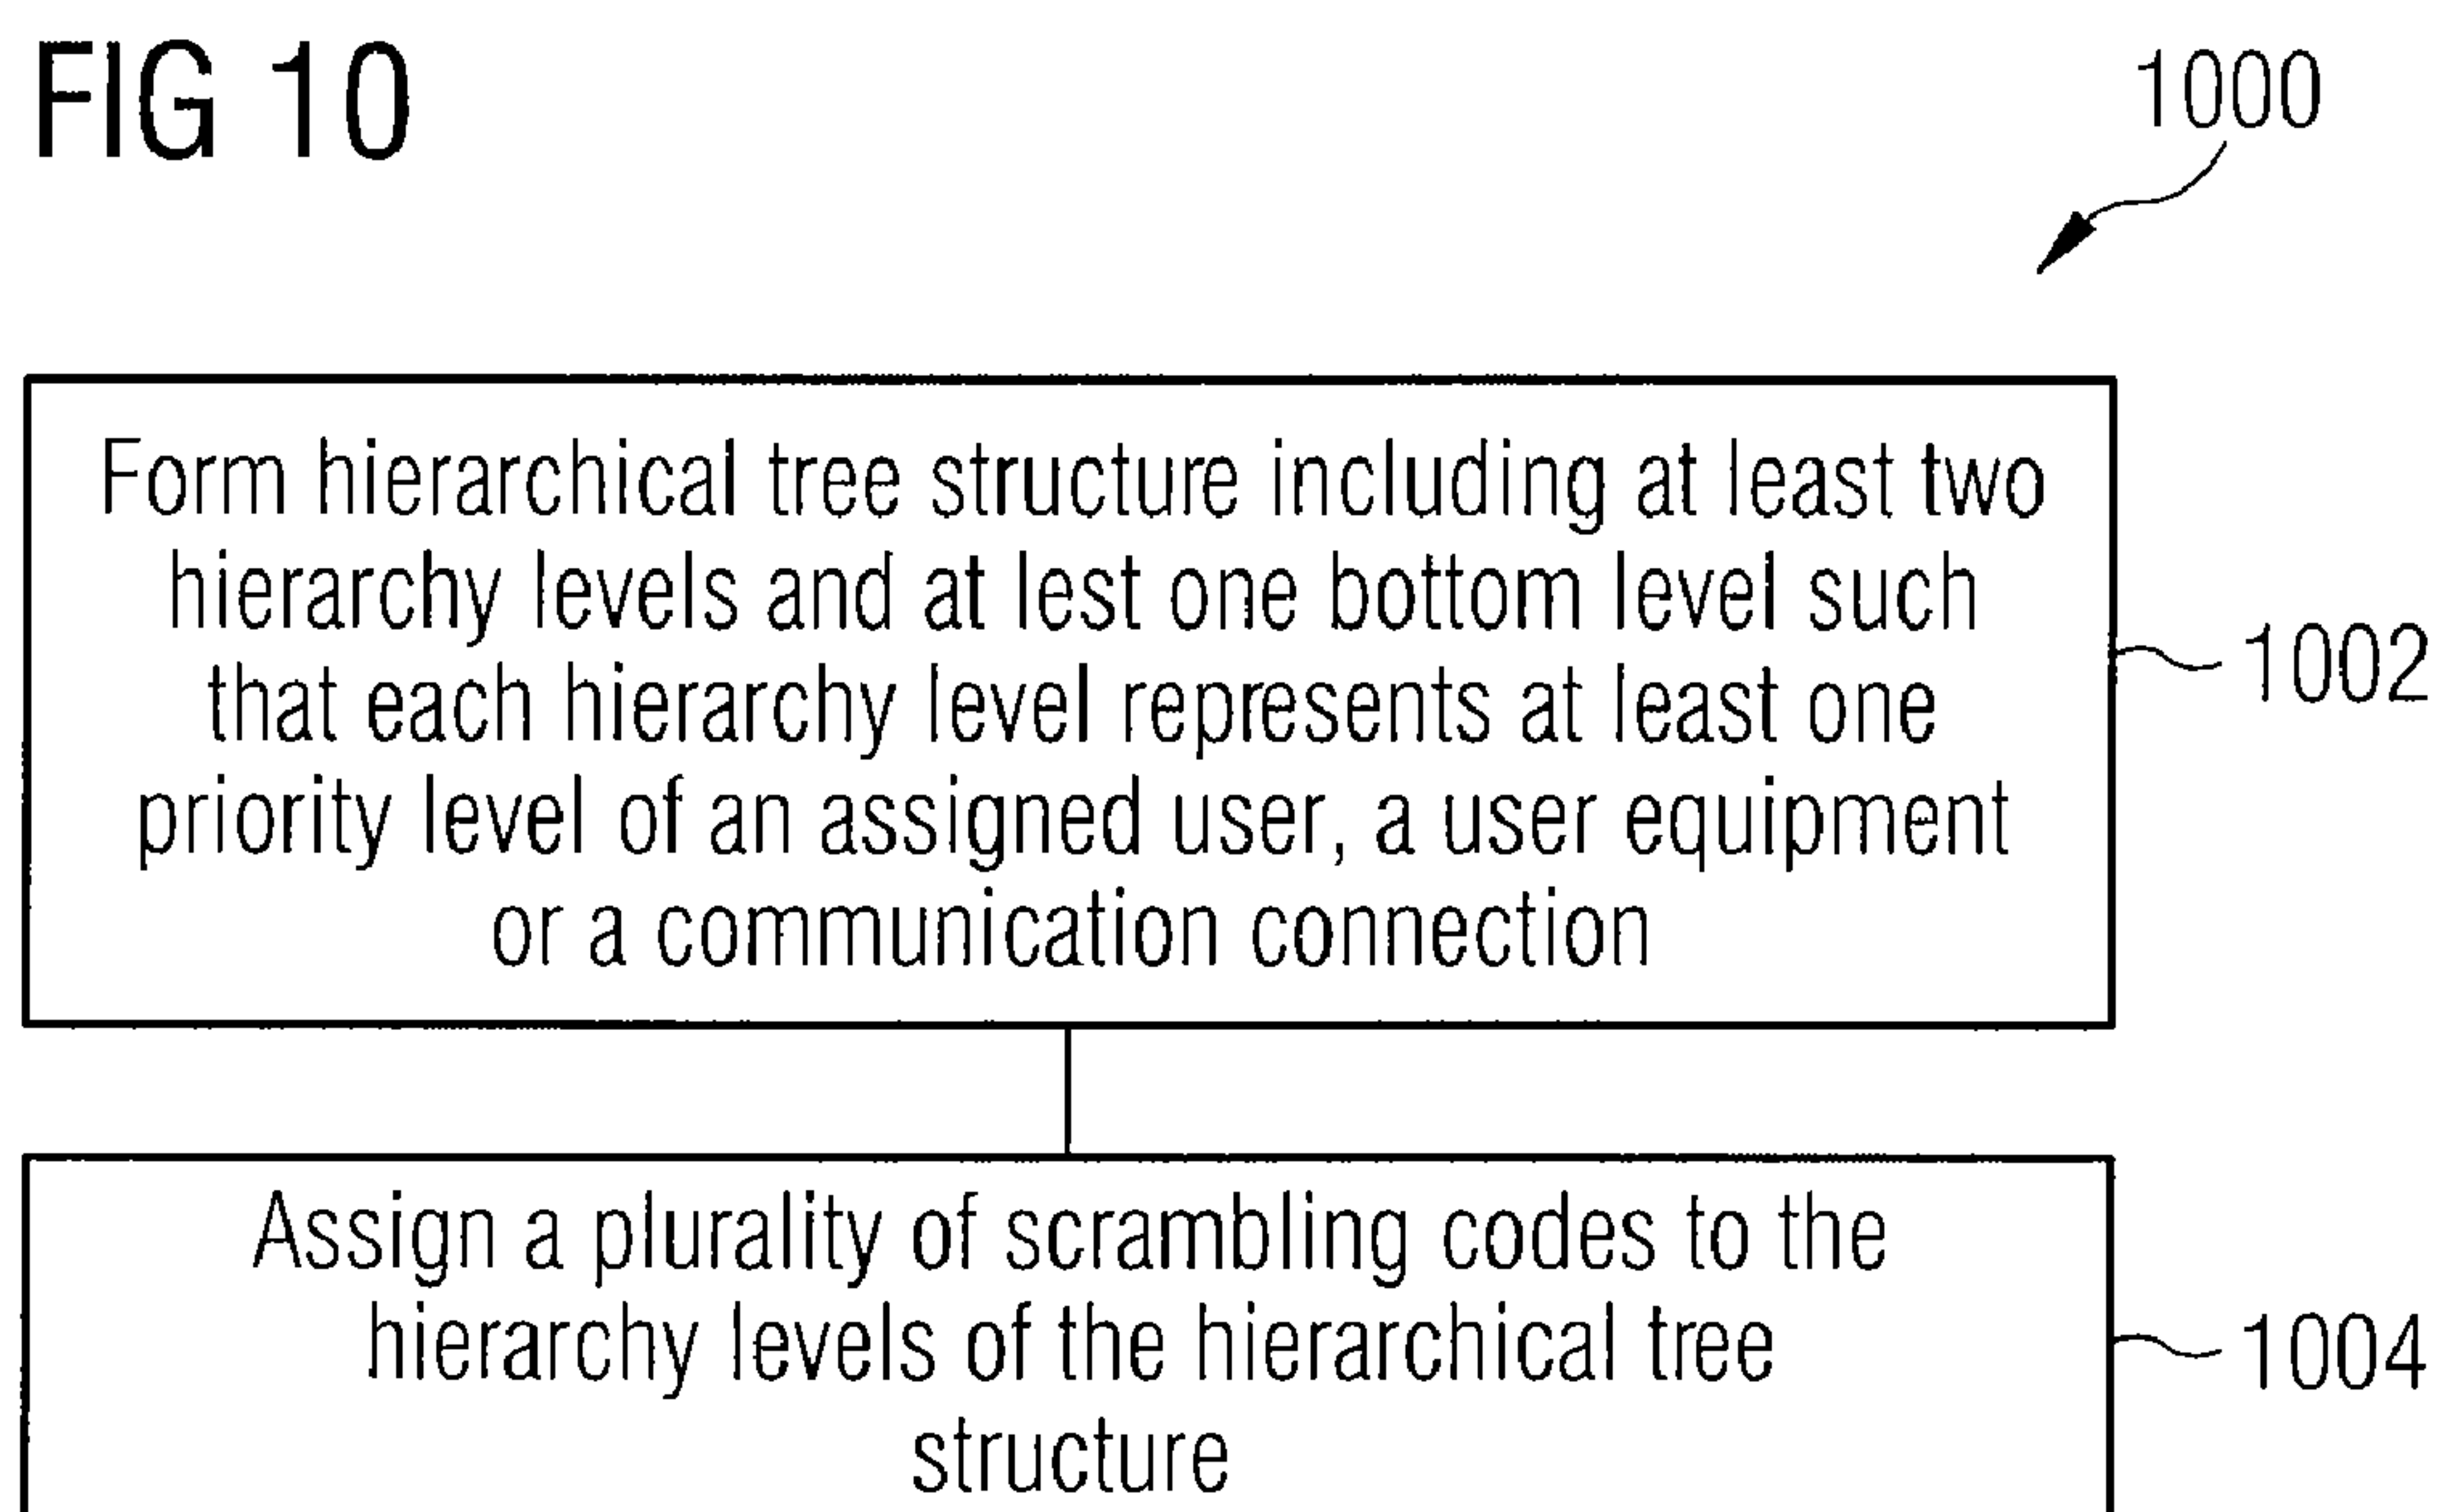 FIG 10
1000
Form hierarchical tree structure including at least two
hierarchy levels and at lest one bottom level such
that each hierarchy level represents at least one
priority level of an assigned user, a user equipment
or a communication connection
1002
Assign a plurality of scrambling codes to the
hierarchy levels of the hierarchical tree
structure
1004